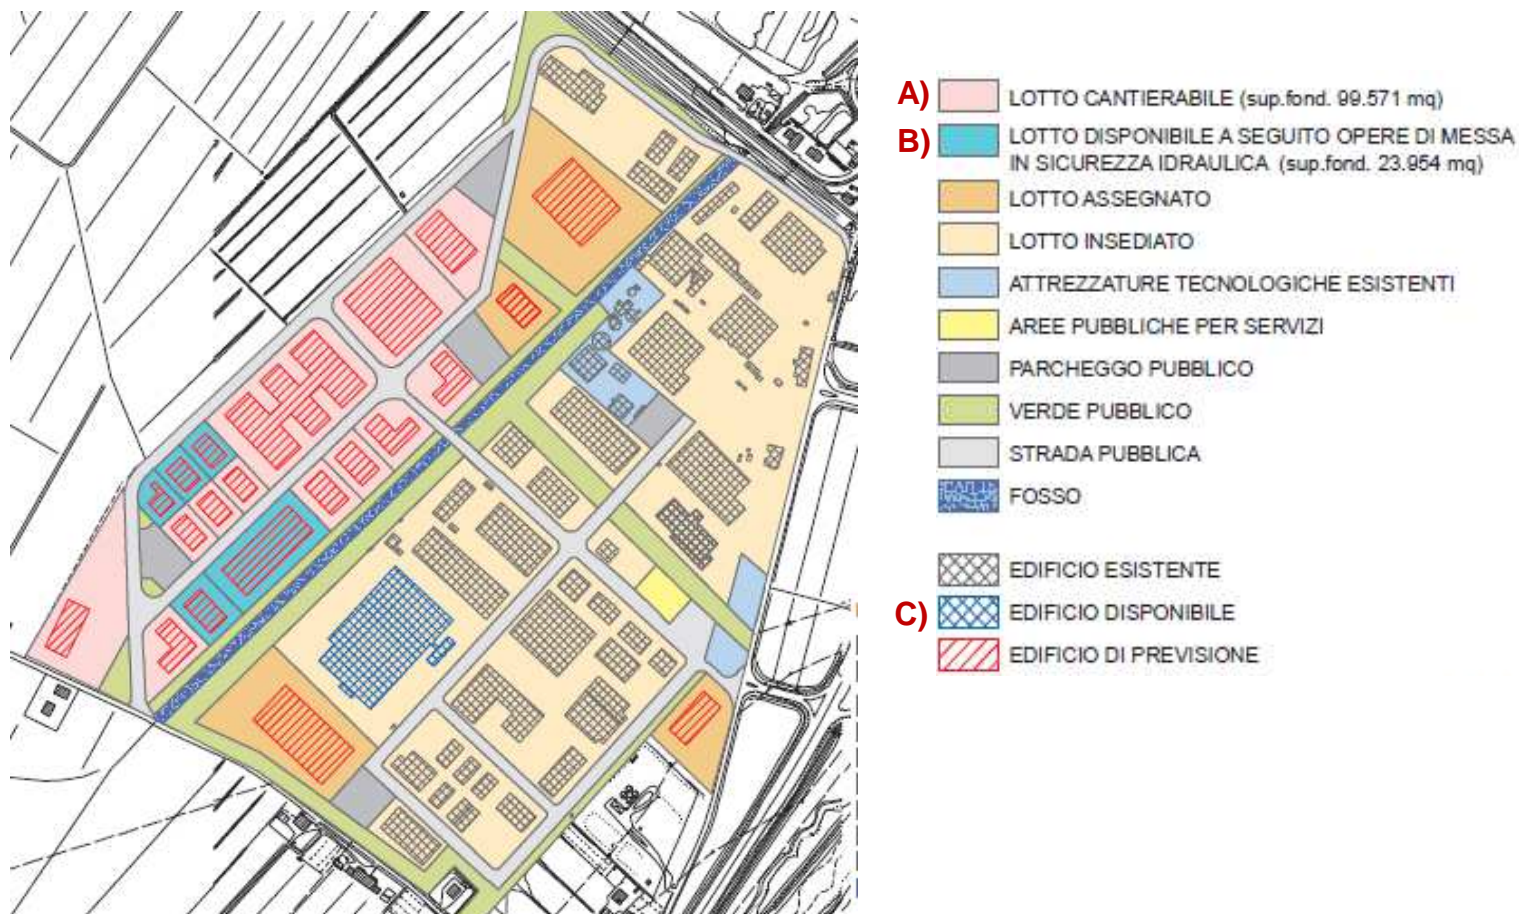 A) LOTTO CANTIERABILE (sup.fond. 99.571 mq)
B) LOTTO DISPONIBILE A SEGUITO OPERE DI MESSA
IN SICUREZZA IDRAULICA (sup.fond. 23.954 mq)
LOTTO ASSEGNATO
LOTTO INSEDIATO
ATTREZZATURE TECNOLOGICHE ESISTENTI
AREE PUBBLICHE PER SERVIZI
PARCHEGGO PUBBLICO
VERDE PUBBLICO
STRADA PUBBLICA
FOSSO
EDIFICIO ESISTENTE
C) EDIFICIO DISPONIBILE
EDIFICIO DI PREVISIONE